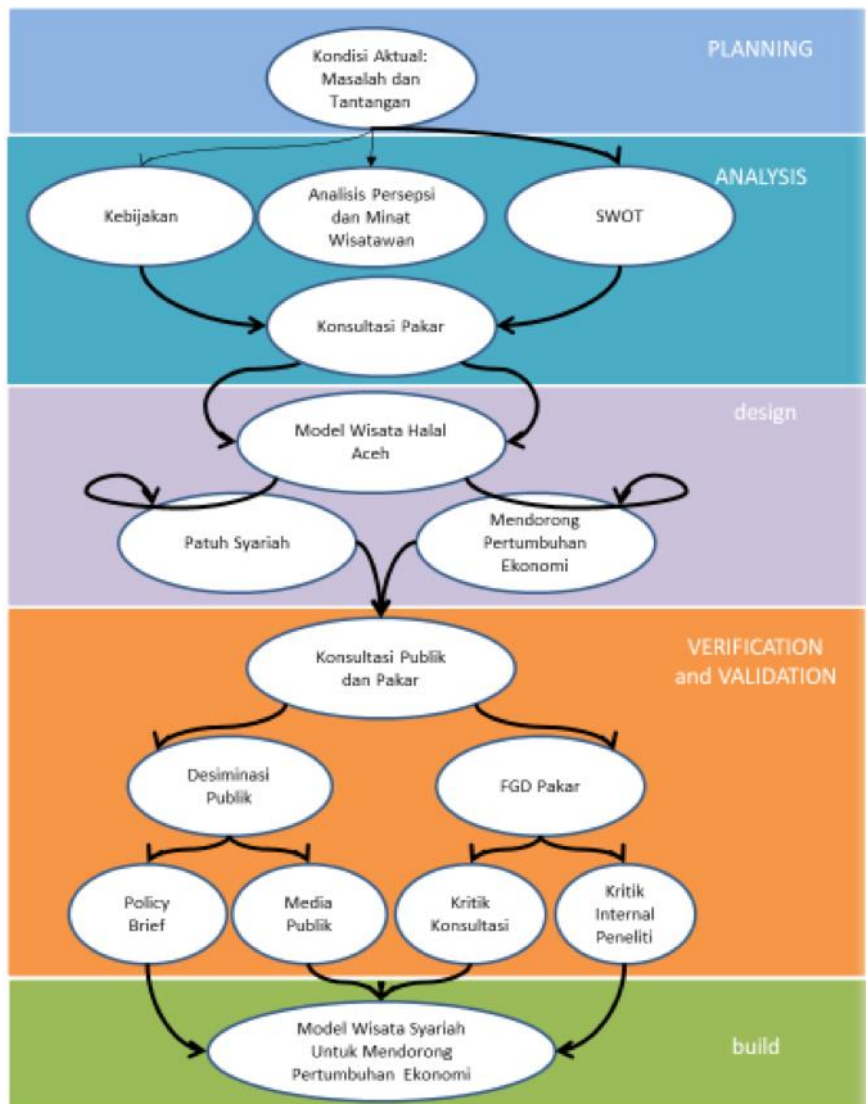 PLANNING
Kondisi Aktual:
Masalah dan
Tantangan
ANALYSIS
Kebijakan
Analisis Persepsi
dan Minat
Wisatawan
SWOT
Konsultasi Pakar
design
Model Wisata Halal
Aceh
Patuh Syariah
Mendorong
Pertumbuhan
Ekonomi
VERIFICATION
and VALIDATION
Konsultasi Publik
dan Pakar
Desiminasi
Publik
FGD Pakar
Policy
Brief
Media
Publik
Kritik
Konsultasi
Kritik
Internal
Peneliti
build
Model Wisata Syariah
Untuk Mendorong
Pertumbuhan Ekonomi